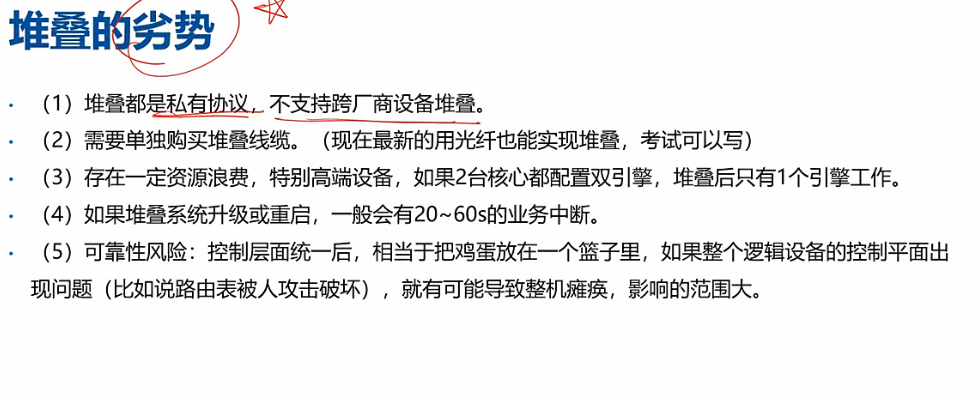 堆叠的劣势
• （1）堆叠都是私有协议，不支持跨厂商设备堆叠。
• （2）需要单独购买堆叠线缆。（现在最新的用光纤也能实现堆叠，考试可以写）
• （3）存在一定资源浪费，特别高端设备，如果2台核心都配置双引擎，堆叠后只有1个引擎工作。
• （4）如果堆叠系统升级或重启，一般会有20~60s的业务中断。
• （5）可靠性风险：控制层面统一后，相当于把鸡蛋放在一个篮子里，如果整个逻辑设备的控制平面出
现问题（比如说路由表被人攻击破坏），就有可能导致整机瘫痪，影响的范围大。